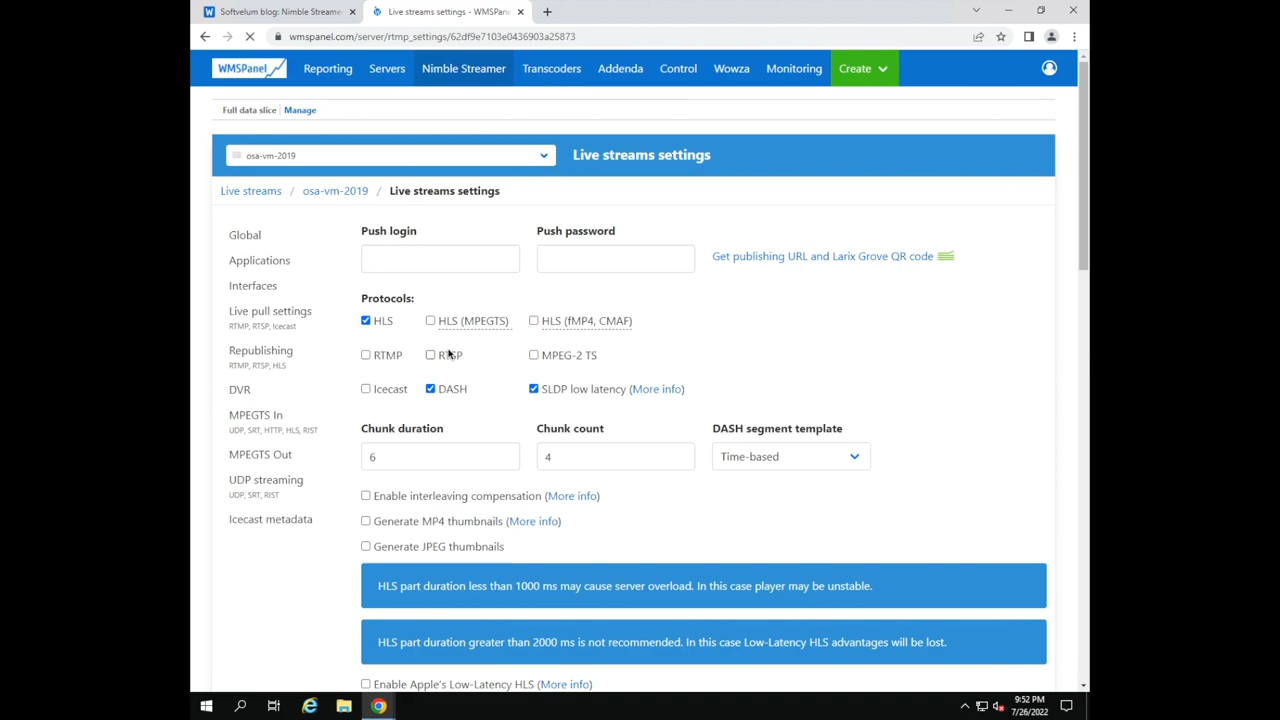 Softvelum blog: Nimble Streame
Live streams settings - WMSPan
wmspanel.com/server/rtmp_settings/62df9e7103e0436903a25873
WMSPanel
Reporting
Servers
Nimble Streamer
Transcoders
Addenda
Control
Wowza
Monitoring
Create
Full data slice
Manage
osa-vm-2019
Live streams settings
Live streams / osa-vm-2019 / Live streams settings
Global
Applications
Interfaces
Live pull settings
RTMP, RTSP, Icecast
Republishing
RTMP, RTSP, HLS
DVR
MPEGTS In
UDP, SRT, HTTP, HLS, RIST
MPEGTS Out
UDP streaming
UDP, SRT, RIST
Icecast metadata
Push login
Push password
Get publishing URL and Larix Grove QR code
Protocols:
HLS
HLS (MPEGTS)
HLS (fMP4, CMAF)
RTMP
RTSP
MPEG-2 TS
Icecast
DASH
SLDP low latency (More info)
Chunk duration
Chunk count
DASH segment template
6
4
Time-based
Enable interleaving compensation (More info)
Generate MP4 thumbnails (More info)
Generate JPEG thumbnails
HLS part duration less than 1000 ms may cause server overload. In this case player may be unstable.
HLS part duration greater than 2000 ms is not recommended. In this case Low-Latency HLS advantages will be lost.
Enable Apple's Low-Latency HLS (More info)
9:52 PM
7/26/2022